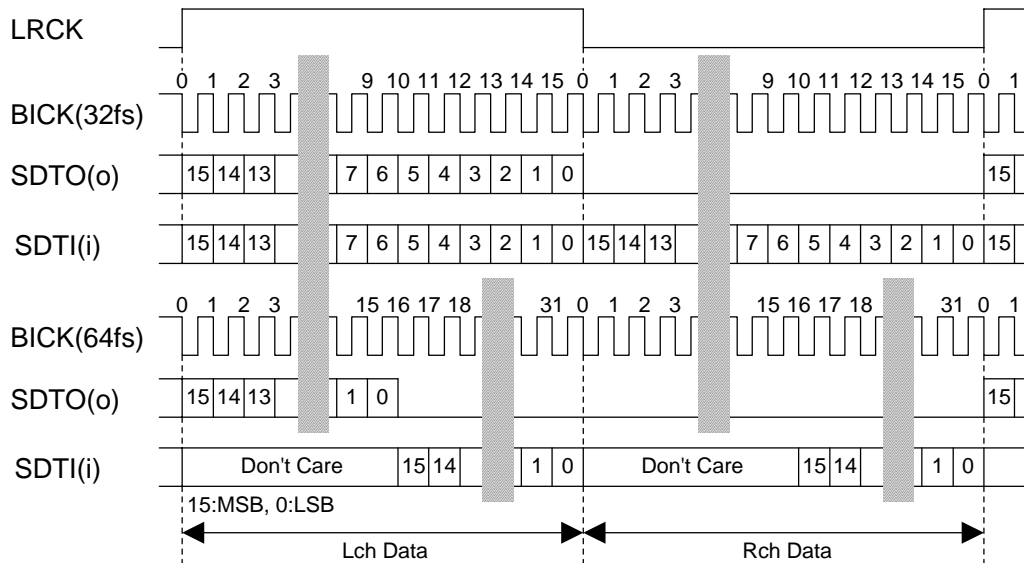 LRCK
0 1 2 3 9 10 11 12 13 14 15 0 1 2 3 9 10 11 12 13 14 15 0 1
BICK(32fs)
SDTO(o) 15 14 13 7 6 5 4 3 2 1 0 15
SDTI(i) 15 14 13 7 6 5 4 3 2 1 0 15 14 13 7 6 5 4 3 2 1 0 15
0 1 2 3 15 16 17 18 31 0 1 2 3 15 16 17 18 31 0 1
BICK(64fs)
SDTO(o) 15 14 13 1 0 15
SDTI(i) Don't Care 15 14 1 0 Don't Care 15 14 1 0
15:MSB, 0:LSB
Lch Data Rch Data